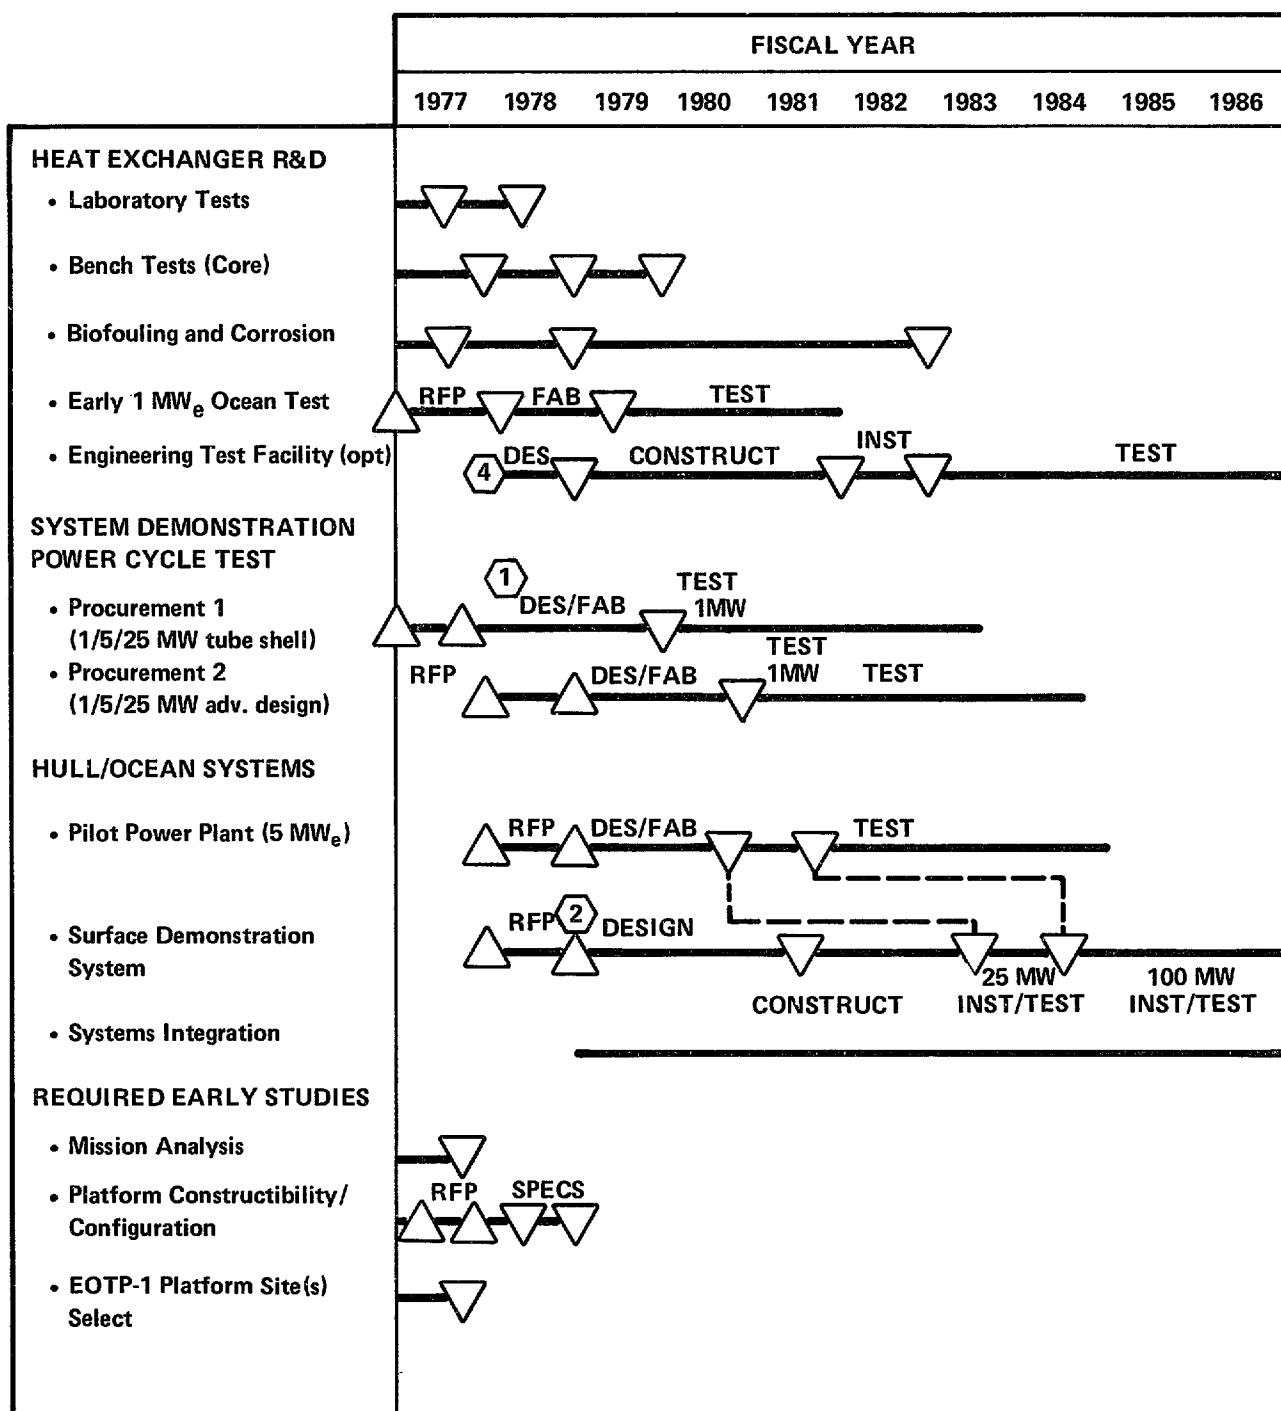 FISCAL YEAR
1977 1978 1979 1980 1981 1982 1983 1984 1985 1986
HEAT EXCHANGER R&D
• Laboratory Tests
• Bench Tests (Core)
• Biofouling and Corrosion
• Early 1 MWe Ocean Test
RFP FAB TEST
• Engineering Test Facility (opt)
4 DES CONSTRUCT INST TEST
SYSTEM DEMONSTRATION
POWER CYCLE TEST
• Procurement 1
(1/5/25 MW tube shell)
1 DES/FAB TEST
1MW
• Procurement 2
(1/5/25 MW adv. design)
RFP DES/FAB TEST
1MW TEST
HULL/OCEAN SYSTEMS
• Pilot Power Plant (5 MWe)
RFP DES/FAB TEST
• Surface Demonstration
System
RFP 2 DESIGN
CONSTRUCT
25 MW
INST/TEST
100 MW
INST/TEST
• Systems Integration
REQUIRED EARLY STUDIES
• Mission Analysis
• Platform Constructibility/
Configuration
RFP SPECS
• EOTP-1 Platform Site(s)
Select